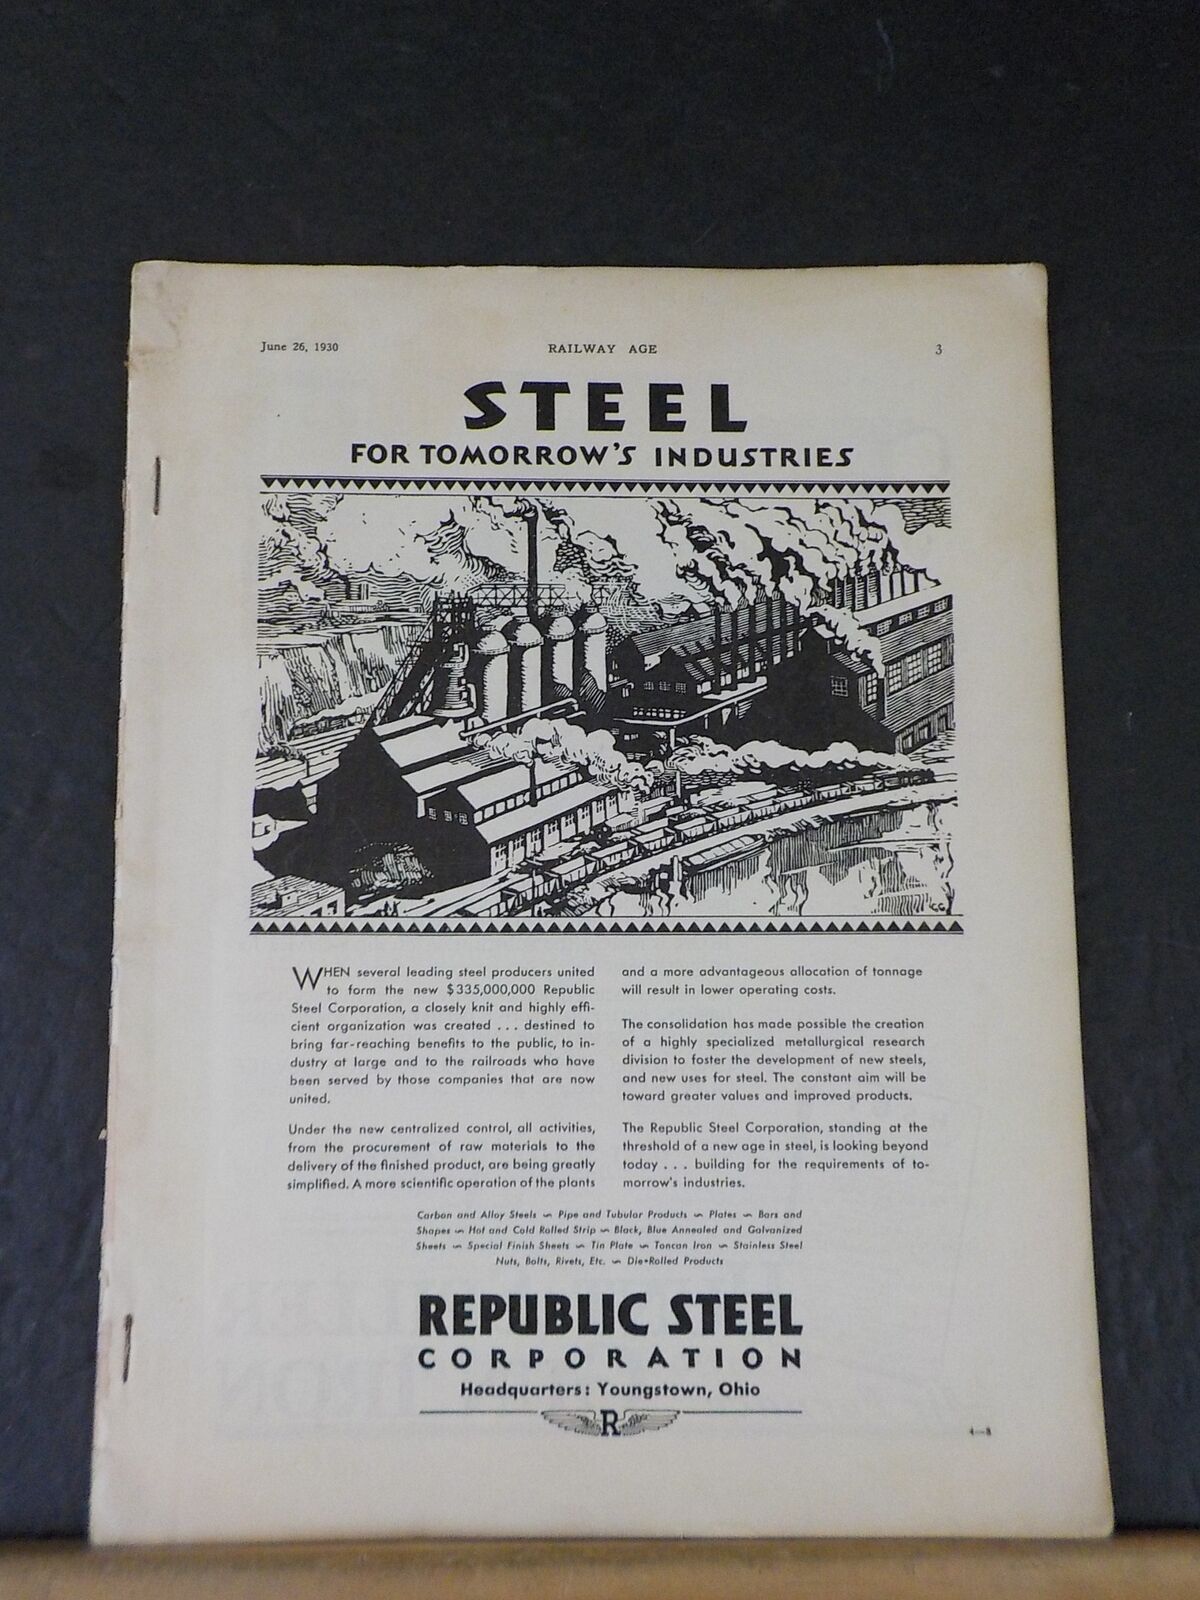 June 26, 1930 RAILWAY AGE 3
STEEL
FOR TOMORROW'S INDUSTRIES
WHEN several leading steel producers united
to form the new $335,000,000 Republic
Steel Corporation, a closely knit and highly effi-
cient organization was created . . . destined to
bring far-reaching benefits to the public, to in-
dustry at large and to the railroads who have
been served by those companies that are now
united.
Under the new centralized control, all activities,
from the procurement of raw materials to the
delivery of the finished product, are being greatly
simplified. A more scientific operation of the plants
and a more advantageous allocation of tonnage
will result in lower operating costs.
The consolidation has made possible the creation
of a highly specialized metallurgical research
division to foster the development of new steels,
and new uses for steel. The constant aim will be
toward greater values and improved products.
The Republic Steel Corporation, standing at the
threshold of a new age in steel, is looking beyond
today . . . building for the requirements of to-
morrow's industries.
Carbon and Alloy Steels ~ Pipe and Tubular Products ~ Plates ~ Bars and
Shapes ~ Hot and Cold Rolled Strip ~ Black, Blue Annealed and Galvanized
Sheets ~ Special Finish Sheets ~ Tin Plate ~ Toncan Iron ~ Stainless Steel
Nuts, Bolts, Rivets, Etc. ~ Die-Rolled Products
REPUBLIC STEEL
CORPORATION
Headquarters: Youngstown, Ohio
R
4—8